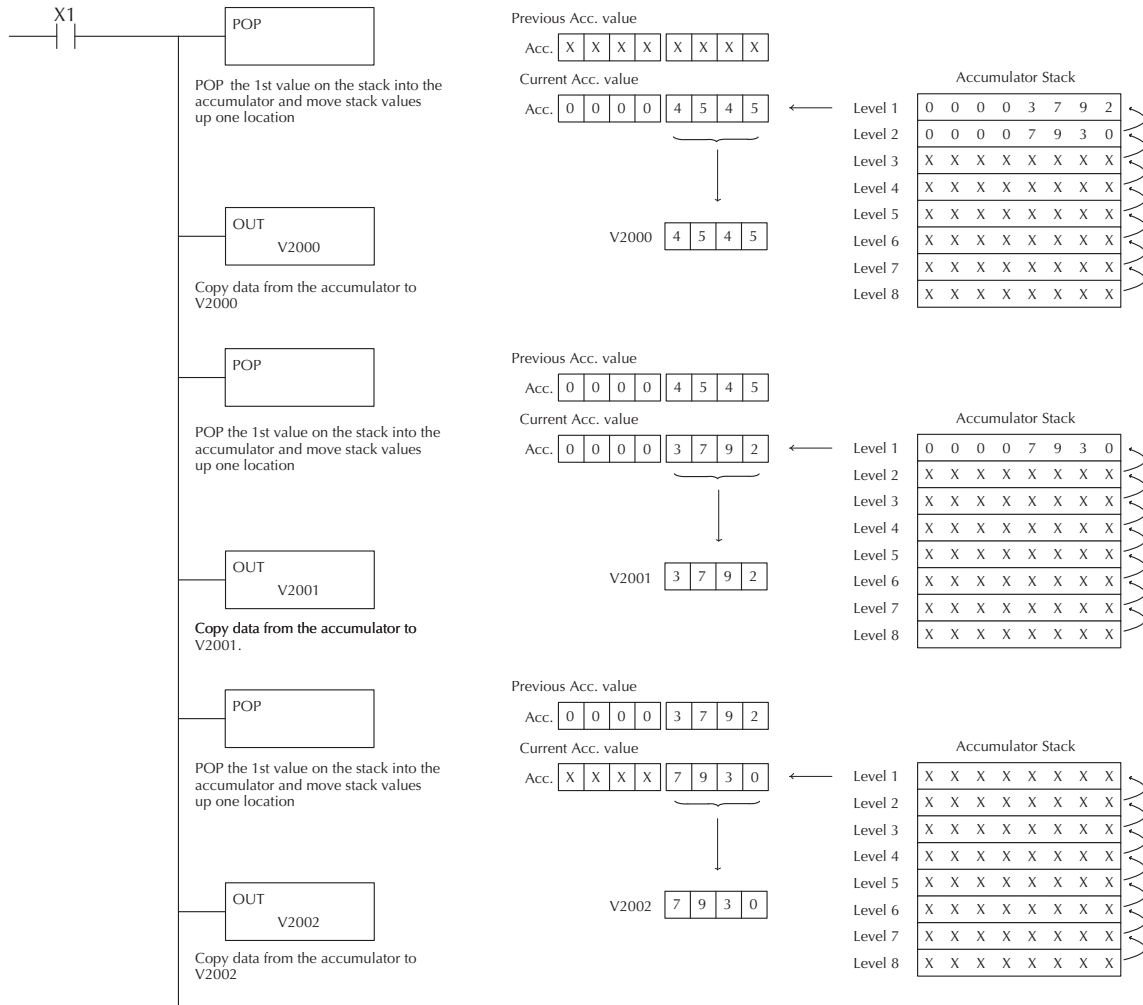 X1
POP
POP the 1st value on the stack into the
accumulator and move stack values
up one location
Previous Acc. value
Acc. X X X X X X X X
Current Acc. value
Acc. 0 0 0 0 4 5 4 5
V2000 4 5 4 5
Accumulator Stack
Level 1 0 0 0 0 3 7 9 2
Level 2 0 0 0 0 7 9 3 0
Level 3 X X X X X X X X
Level 4 X X X X X X X X
Level 5 X X X X X X X X
Level 6 X X X X X X X X
Level 7 X X X X X X X X
Level 8 X X X X X X X X
OUT
V2000
Copy data from the accumulator to
V2000
POP
POP the 1st value on the stack into the
accumulator and move stack values
up one location
Previous Acc. value
Acc. 0 0 0 0 4 5 4 5
Current Acc. value
Acc. 0 0 0 0 3 7 9 2
V2001 3 7 9 2
Accumulator Stack
Level 1 0 0 0 0 7 9 3 0
Level 2 X X X X X X X X
Level 3 X X X X X X X X
Level 4 X X X X X X X X
Level 5 X X X X X X X X
Level 6 X X X X X X X X
Level 7 X X X X X X X X
Level 8 X X X X X X X X
OUT
V2001
Copy data from the accumulator to
V2001.
POP
POP the 1st value on the stack into the
accumulator and move stack values
up one location
Previous Acc. value
Acc. 0 0 0 0 3 7 9 2
Current Acc. value
Acc. X X X X 7 9 3 0
V2002 7 9 3 0
Accumulator Stack
Level 1 X X X X X X X X
Level 2 X X X X X X X X
Level 3 X X X X X X X X
Level 4 X X X X X X X X
Level 5 X X X X X X X X
Level 6 X X X X X X X X
Level 7 X X X X X X X X
Level 8 X X X X X X X X
OUT
V2002
Copy data from the accumulator to
V2002